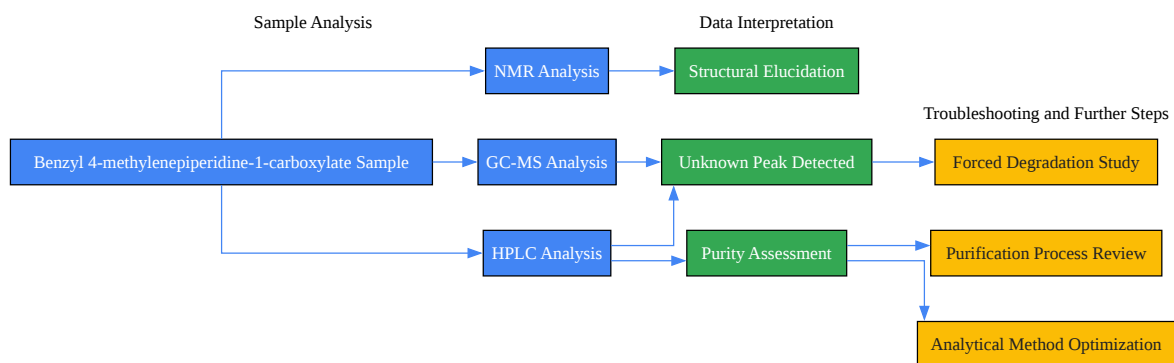 Sample Analysis
Data Interpretation
NMR Analysis
Structural Elucidation
Troubleshooting and Further Steps
Benzyl 4-methylenepiperidine-1-carboxylate Sample
GC-MS Analysis
Unknown Peak Detected
Forced Degradation Study
HPLC Analysis
Purity Assessment
Purification Process Review
Analytical Method Optimization